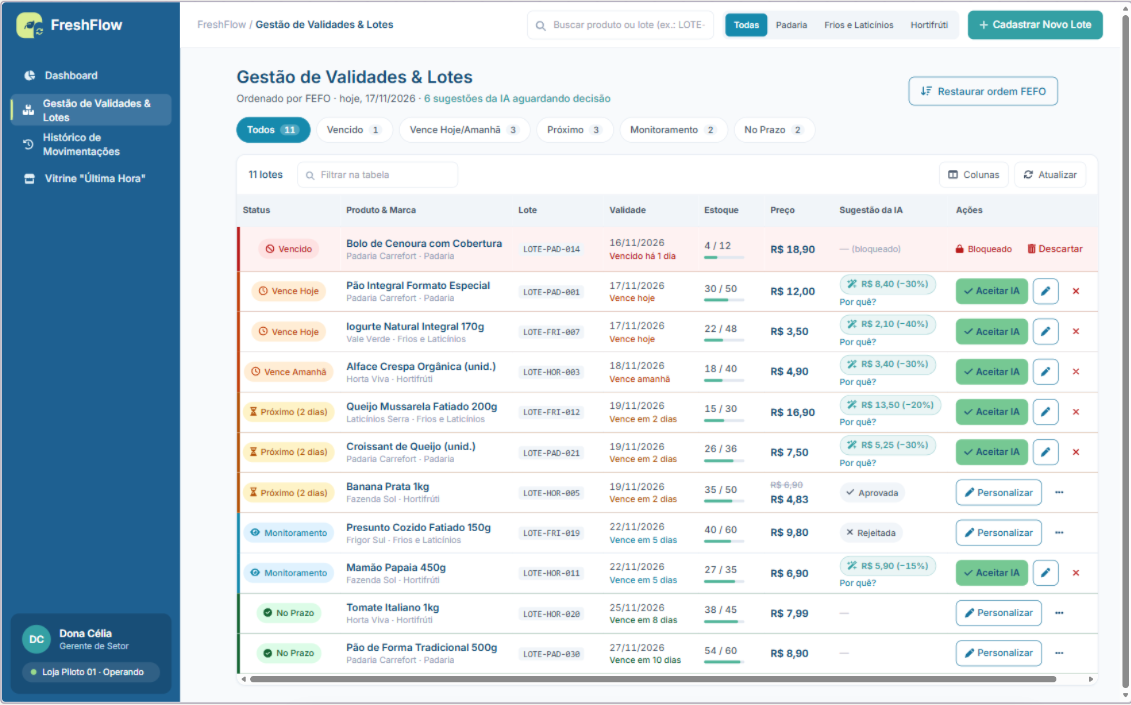 FreshFlow
FreshFlow / Gestão de Validades & Lotes
Buscar produto ou lote (ex.: LOTE-
Todas Padaria Frios e Laticínios Hortifrúti
+ Cadastrar Novo Lote
Dashboard
Gestão de Validades &
Lotes
Histórico de
Movimentações
Vitrine "Última Hora"
Gestão de Validades & Lotes
Ordenado por FEFO · hoje, 17/11/2026 · 6 sugestões da IA aguardando decisão
Restaurar ordem FEFO
Todos 11 Vencido 1 Vence Hoje/Amanhã 3 Próximo 3 Monitoramento 2 No Prazo 2
11 lotes Filtrar na tabela Colunas Atualizar
Status Produto & Marca Lote Validade Estoque Preço Sugestão da IA Ações
Vencido Bolo de Cenoura com Cobertura LOTE-PAD-014 16/11/2026 4 / 12 R$ 18,90 — (bloqueado) Bloqueado Descartar
Padaria Carrefort · Padaria Vencido há 1 dia
Vence Hoje Pão Integral Formato Especial LOTE-PAD-001 17/11/2026 30 / 50 R$ 12,00 R$ 8,40 (−30%) Aceitar IA
Padaria Carrefort · Padaria Vence hoje Por quê?
Vence Hoje Iogurte Natural Integral 170g LOTE-FRI-007 17/11/2026 22 / 48 R$ 3,50 R$ 2,10 (−40%) Aceitar IA
Vale Verde · Frios e Laticínios Vence hoje Por quê?
Vence Amanhã Alface Crespa Orgânica (unid.) LOTE-HOR-003 18/11/2026 18 / 40 R$ 4,90 R$ 3,40 (−30%) Aceitar IA
Horta Viva · Hortifrúti Vence amanhã Por quê?
Próximo (2 dias) Queijo Mussarela Fatiado 200g LOTE-FRI-012 19/11/2026 15 / 30 R$ 16,90 R$ 13,50 (−20%) Aceitar IA
Laticínios Serra · Frios e Laticínios Vence em 2 dias Por quê?
Próximo (2 dias) Croissant de Queijo (unid.) LOTE-PAD-021 19/11/2026 26 / 36 R$ 7,50 R$ 5,25 (−30%) Aceitar IA
Padaria Carrefort · Padaria Vence em 2 dias Por quê?
Próximo (2 dias) Banana Prata 1kg LOTE-HOR-005 19/11/2026 35 / 50 R$ 6,90 R$ 4,83 Aprovada Personalizar
Fazenda Sol · Hortifrúti Vence em 2 dias
Monitoramento Presunto Cozido Fatiado 150g LOTE-FRI-019 22/11/2026 40 / 60 R$ 9,80 Rejeitada Personalizar
Frigor Sul · Frios e Laticínios Vence em 5 dias
Monitoramento Mamão Papaia 450g LOTE-HOR-011 22/11/2026 27 / 35 R$ 6,90 R$ 5,90 (−15%) Aceitar IA
Fazenda Sol · Hortifrúti Vence em 5 dias Por quê?
No Prazo Tomate Italiano 1kg LOTE-HOR-020 25/11/2026 38 / 45 R$ 7,99 — Personalizar
Horta Viva · Hortifrúti Vence em 8 dias
No Prazo Pão de Forma Tradicional 500g LOTE-PAD-030 27/11/2026 54 / 60 R$ 8,90 — Personalizar
Padaria Carrefort · Padaria Vence em 10 dias
DC Dona Célia
Gerente de Setor
Loja Piloto 01 · Operando